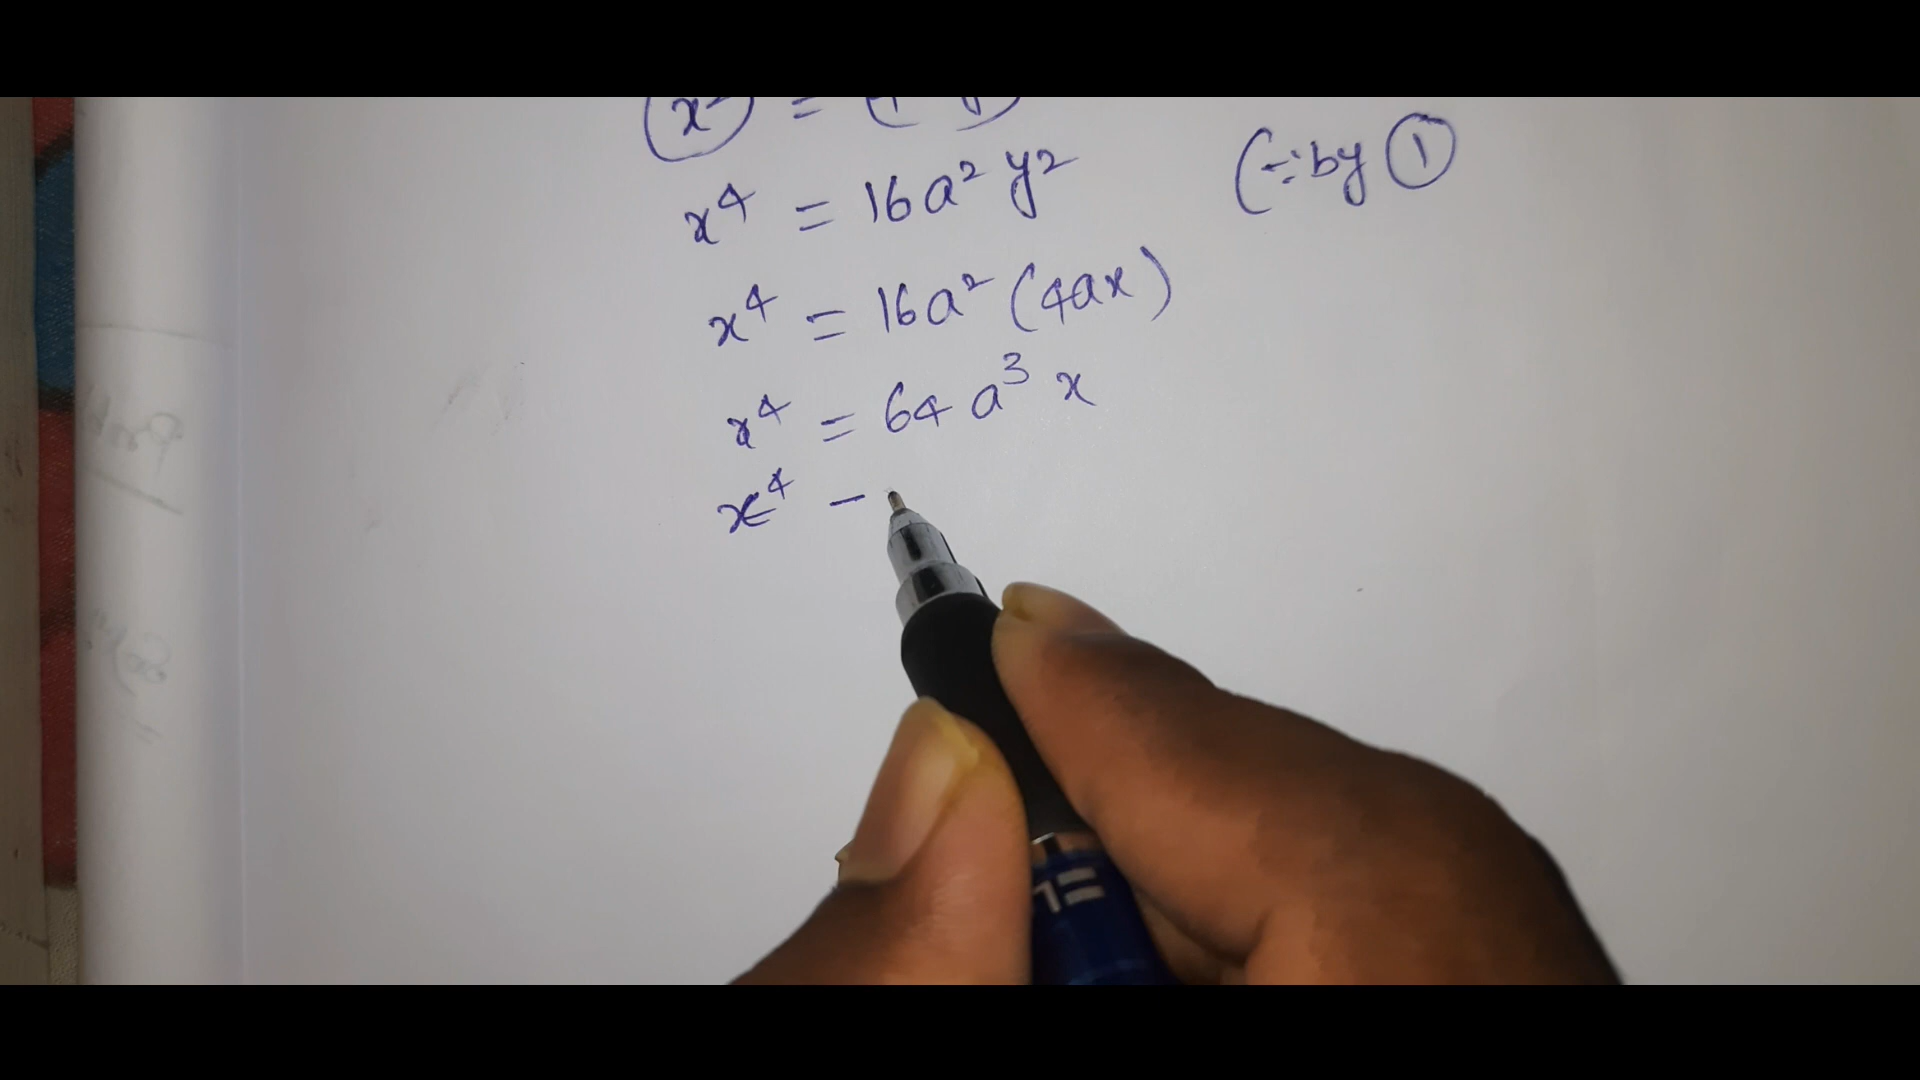 x⁴ = 16a² y² (∵ by ①
x⁴ = 16a² (4ax)
x⁴ = 64 a³ x
x⁴ –